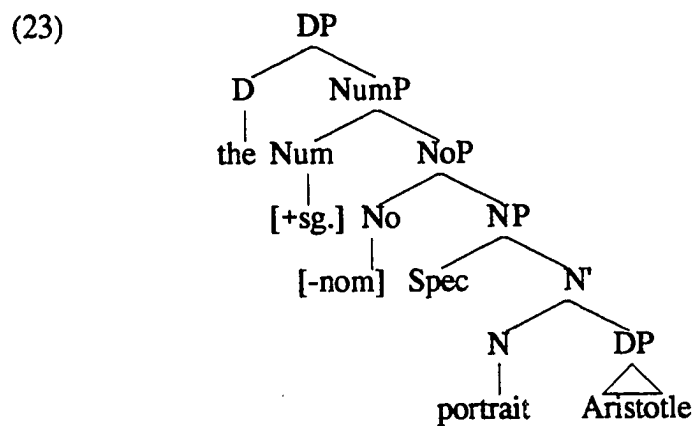 (23) DP
D NumP
the Num NoP
[+sg.] No NP
[-nom] Spec N'
N DP
portrait Aristotle